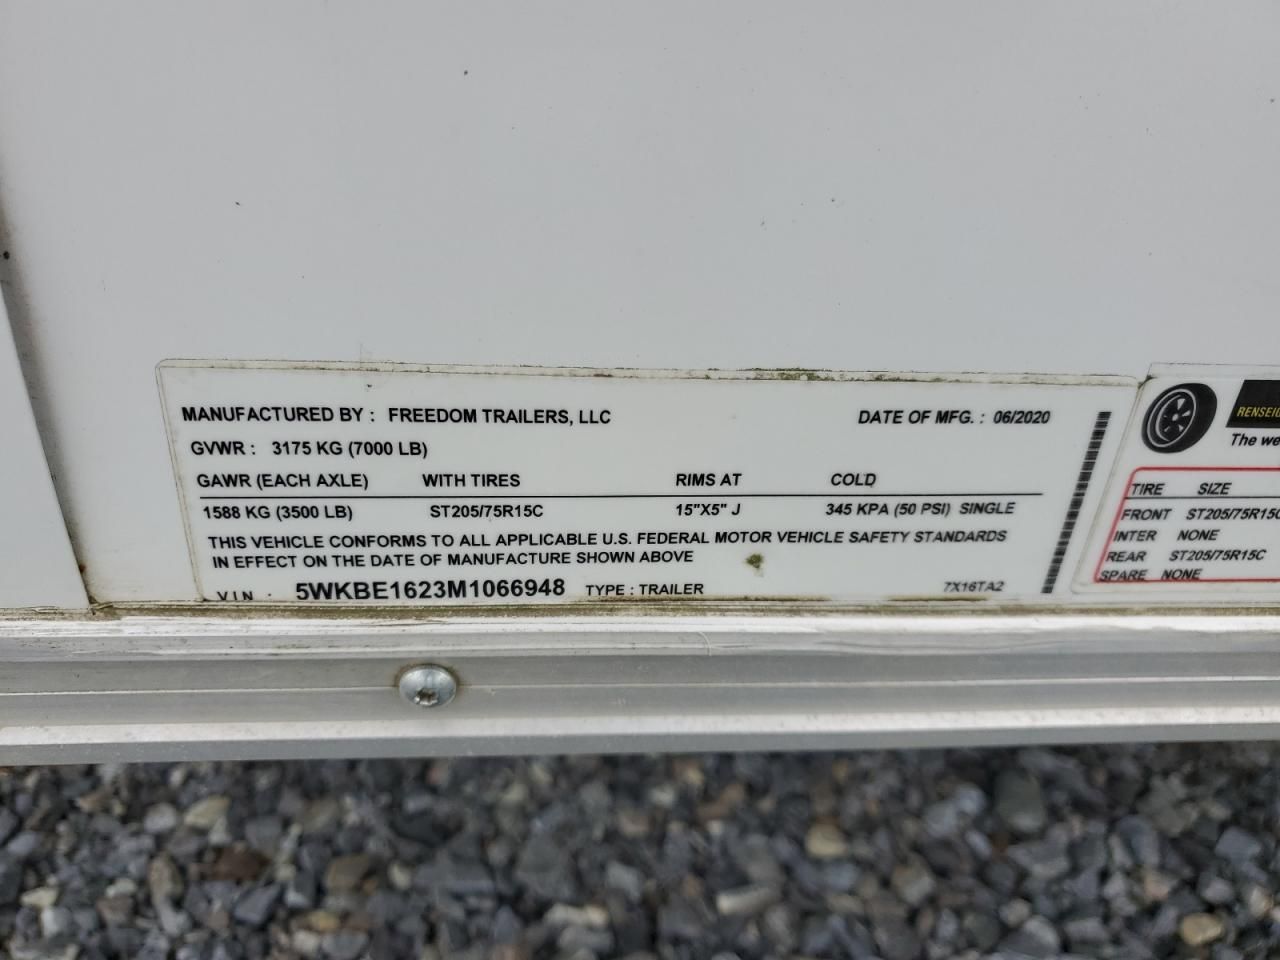 MANUFACTURED BY : FREEDOM TRAILERS, LLC DATE OF MFG. : 06/2020
GVWR : 3175 KG (7000 LB)
GAWR (EACH AXLE) WITH TIRES RIMS AT COLD
1588 KG (3500 LB) ST205/75R15C 15"X5" J 345 KPA (50 PSI) SINGLE
THIS VEHICLE CONFORMS TO ALL APPLICABLE U.S. FEDERAL MOTOR VEHICLE SAFETY STANDARDS
IN EFFECT ON THE DATE OF MANUFACTURE SHOWN ABOVE
V.I.N. : 5WKBE1623M1066948 TYPE : TRAILER 7X16TA2
RENSEIG
The we
TIRE SIZE
FRONT ST205/75R15C
INTER NONE
REAR ST205/75R15C
SPARE NONE